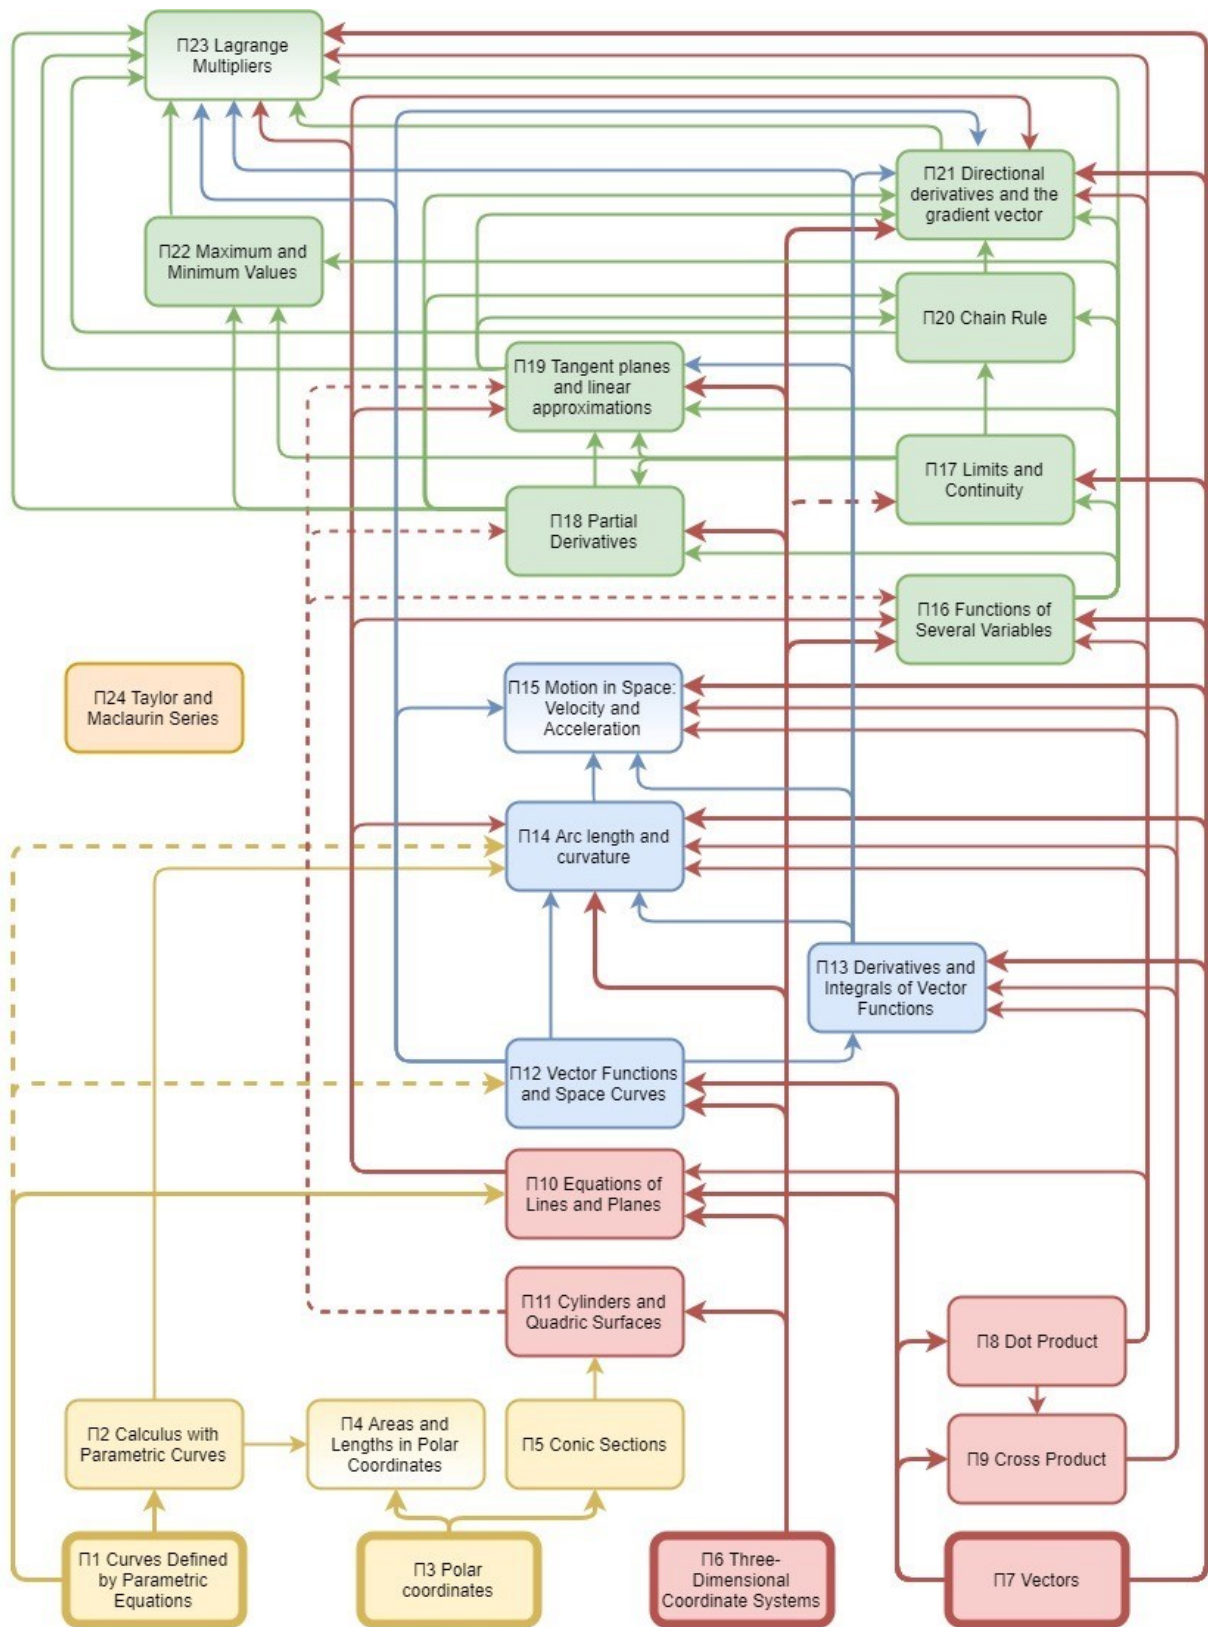 П23 Lagrange
Multipliers
П21 Directional
derivatives and the
gradient vector
П22 Maximum and
Minimum Values
П20 Chain Rule
П19 Tangent planes
and linear
approximations
П17 Limits and
Continuity
П18 Partial
Derivatives
П16 Functions of
Several Variables
П24 Taylor and
Maclaurin Series
П15 Motion in Space:
Velocity and
Acceleration
П14 Arc length and
curvature
П13 Derivatives and
Integrals of Vector
Functions
П12 Vector Functions
and Space Curves
П10 Equations of
Lines and Planes
П11 Cylinders and
Quadric Surfaces
П8 Dot Product
П2 Calculus with
Parametric Curves
П4 Areas and
Lengths in Polar
Coordinates
П5 Conic Sections
П9 Cross Product
П1 Curves Defined
by Parametric
Equations
П3 Polar
coordinates
П6 Three-
Dimensional
Coordinate Systems
П7 Vectors